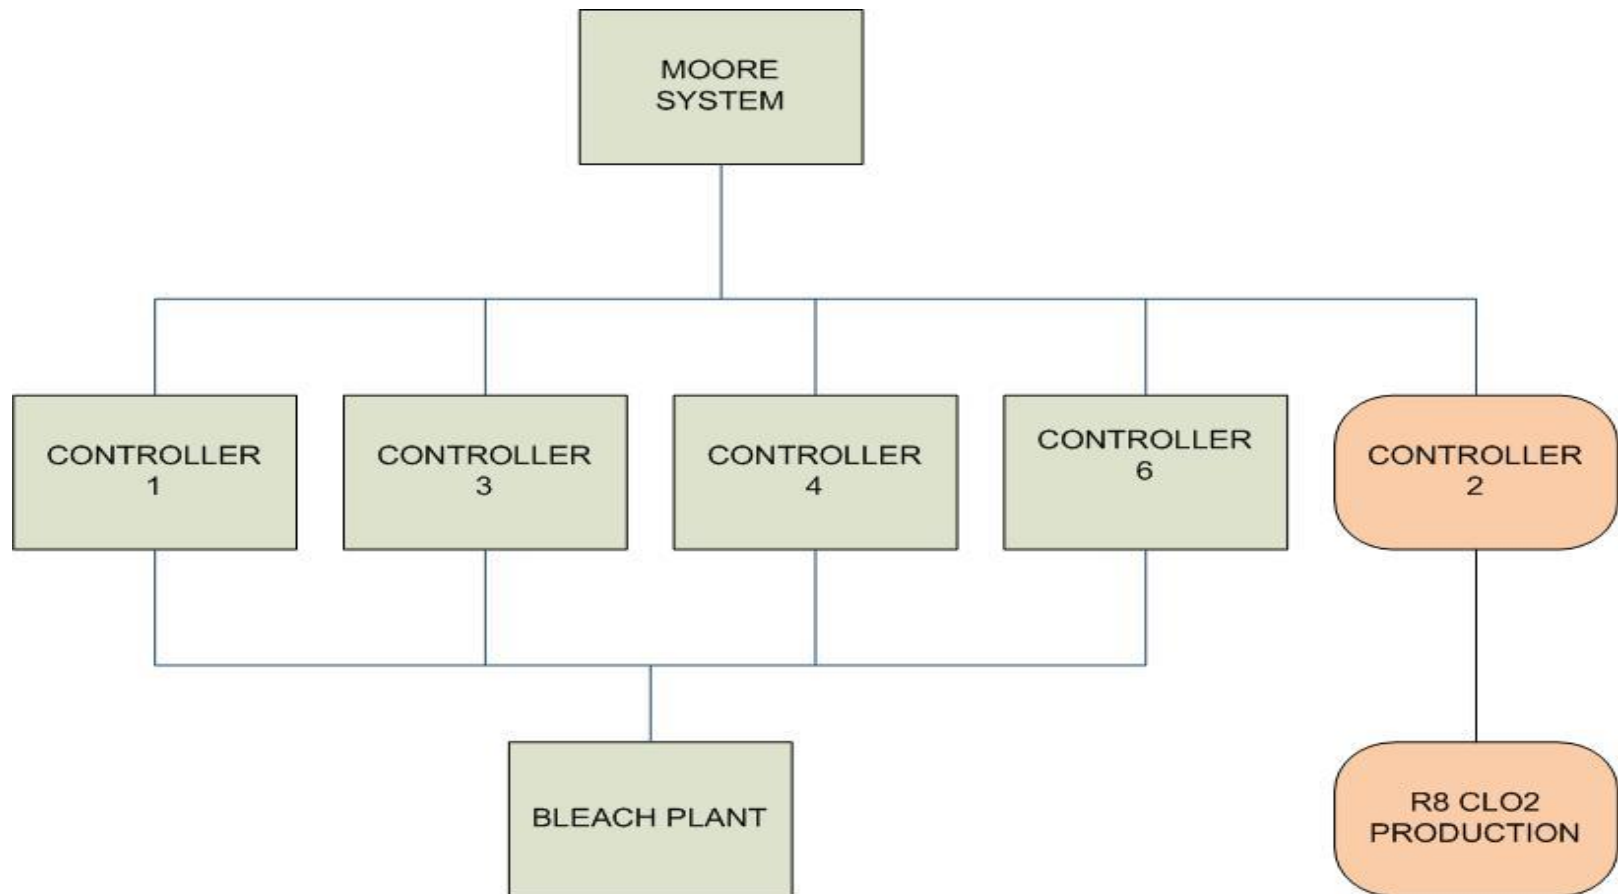 MOORE
SYSTEM
CONTROLLER
1
CONTROLLER
3
CONTROLLER
4
CONTROLLER
6
CONTROLLER
2
BLEACH PLANT
R8 CLO2
PRODUCTION